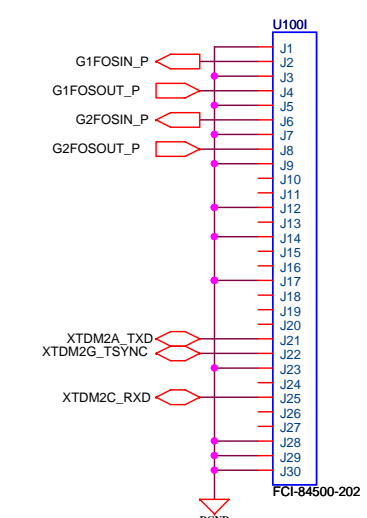 U100I
J1
G1FOSIN_P J2
J3
G1FOSOUT_P J4
J5
G2FOSIN_P J6
J7
G2FOSOUT_P J8
J9
J10
J11
J12
J13
J14
J15
J16
J17
J18
J19
J20
XTDM2A_TXD J21
XTDM2G_TSYNC J22
J23
J24
XTDM2C_RXD J25
J26
J27
J28
J29
J30
FCI-84500-202